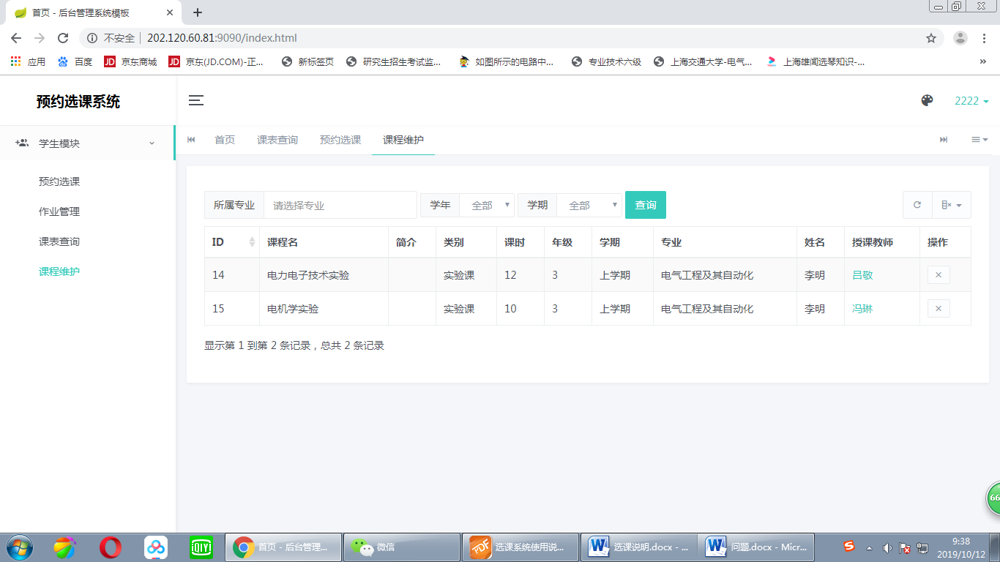 首页 - 后台管理系统模板
不安全 202.120.60.81:9090/index.html
应用 百度 京东商城 京东(JD.COM)-正... 新标签页 研究生招生考试监... 如图所示的电路中... 专业技术六级 上海交通大学-电气... 上海雄闻选琴知识-... »
预约选课系统
2222
学生模块
首页 课表查询 预约选课 课程维护
预约选课
作业管理
课表查询
课程维护
所属专业 请选择专业 学年 全部 学期 全部 查询
ID 课程名 简介 类别 课时 年级 学期 专业 姓名 授课教师 操作
14 电力电子技术实验 实验课 12 3 上学期 电气工程及其自动化 李明 吕敬 ×
15 电机学实验 实验课 10 3 上学期 电气工程及其自动化 李明 冯琳 ×
显示第 1 到第 2 条记录，总共 2 条记录
66
iQIYI 首页 - 后台管理... 微信 PDF 选课系统使用说... 选课说明.docx - ... 问题.docx - Micr...
9:38
2019/10/12